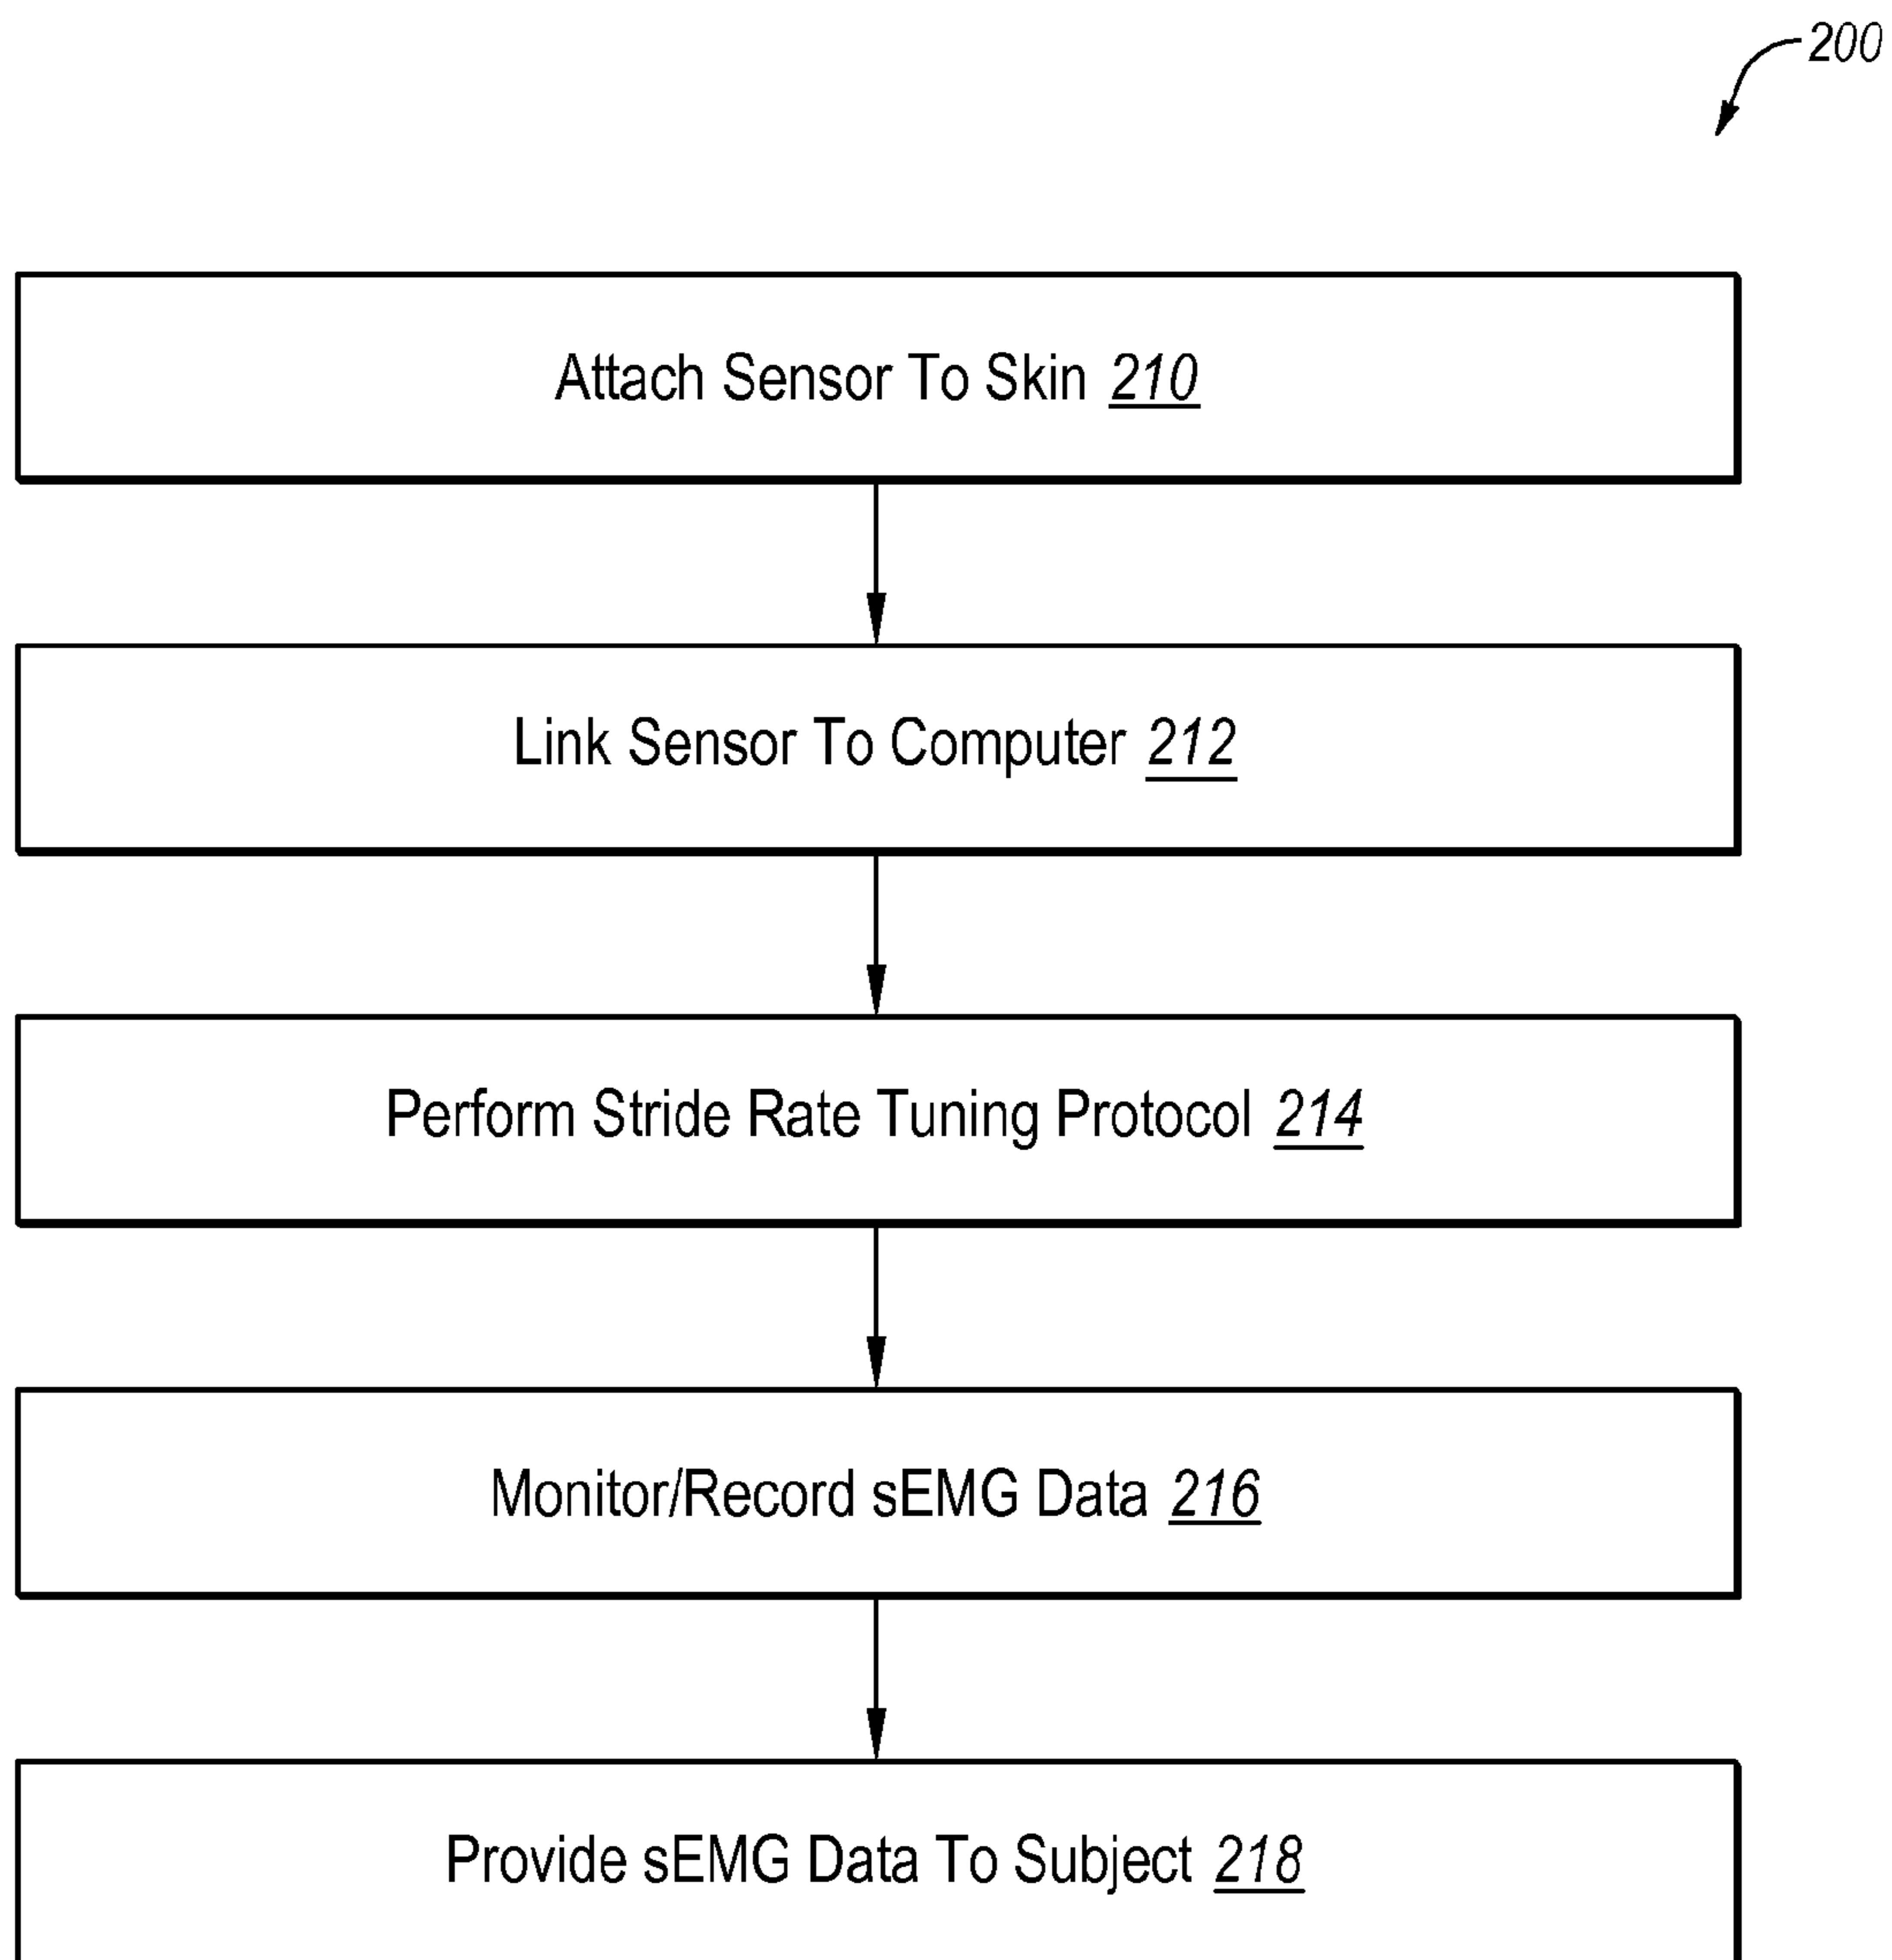 200
Attach Sensor To Skin 210
Link Sensor To Computer 212
Perform Stride Rate Tuning Protocol 214
Monitor/Record sEMG Data 216
Provide sEMG Data To Subject 218